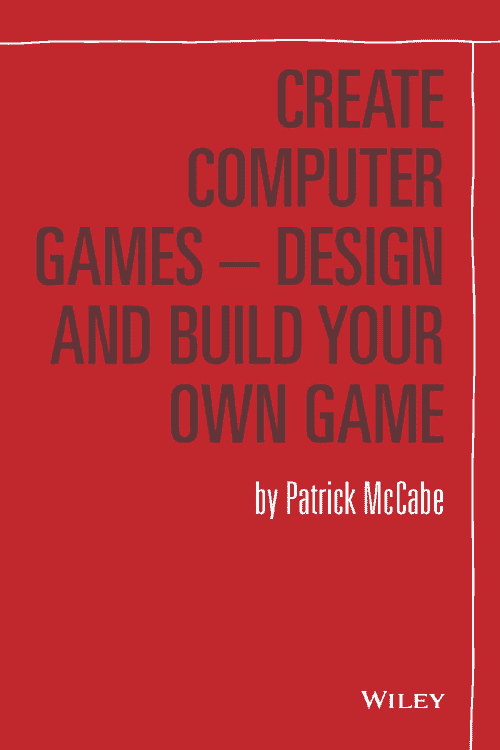 CREATE
COMPUTER
GAMES – DESIGN
AND BUILD YOUR
OWN GAME
by Patrick McCabe
WILEY